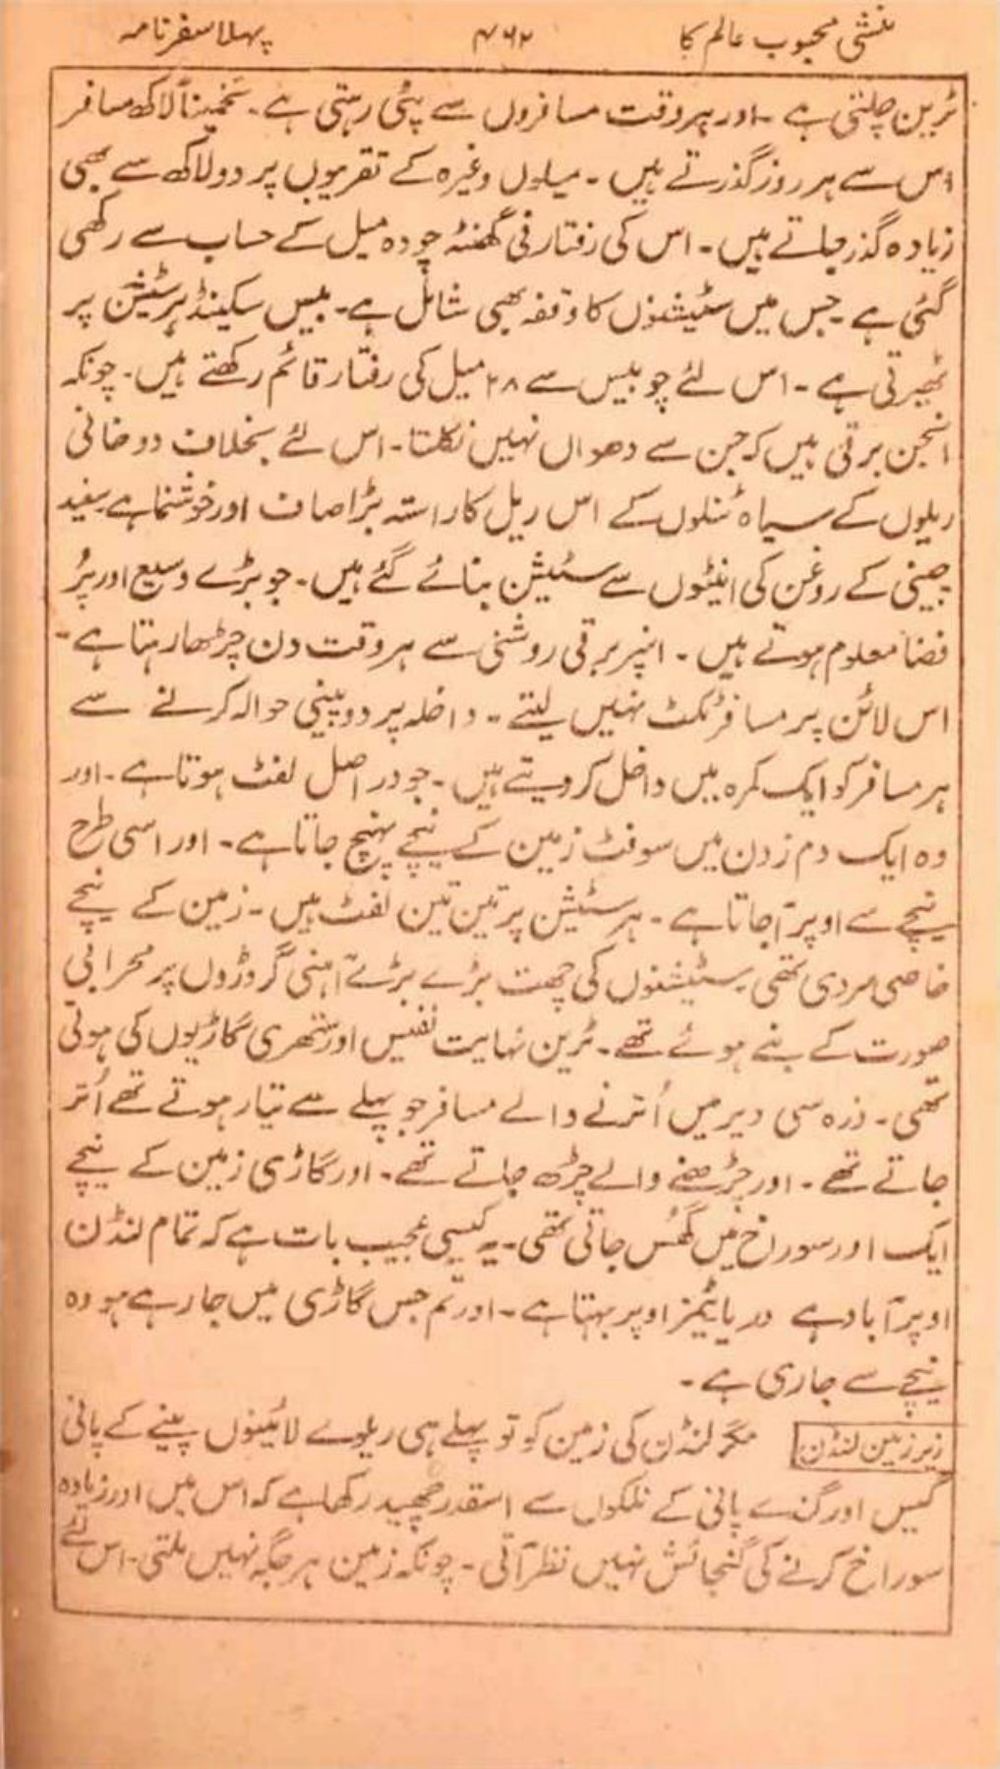 منشی محبوب عالم کا ۴۶۲ پہلا سفرنامہ
ٹرین چلتی ہے ۔ اور ہر وقت مسافروں سے پٹی رہتی ہے ۔ تخمیناً لاکھ مسافر
اس سے ہر روز گذرتے ہیں ۔ میلوں وغیرہ کے تقریبوں پر دو لاکھ سے بھی
زیادہ گذر جاتے ہیں ۔ اس کی رفتار فی گھنٹہ چودہ میل کے حساب سے رکھی
گئی ہے ۔ جس میں سٹیشنوں کا وقفہ بھی شامل ہے ۔ بیس سکینڈ ہر سٹیشن پر
ٹھیرتی ہے ۔ اس لئے چوبیس سے ۲۸ میل کی رفتار قائم رکھتے ہیں ۔ چونکہ
انجن برقی ہیں کہ جن سے دھواں نہیں نکلتا ۔ اس لئے بخلاف دوخانی
ریلوں کے سیاہ ٹنلوں کے اس ریل کا راستہ بڑا صاف اور خوشنما ہے سفید
چینی کے روغن کی اینٹوں سے سٹیشن بنائے گئے ہیں ۔ جو بڑے وسیع اور پُر
فضا معلوم ہوتے ہیں ۔ انپر برقی روشنی سے ہر وقت دن چڑھا رہتا ہے ۔
اس لائن پر مسافر ٹکٹ نہیں لیتے ۔ داخلہ پر دو پینی حوالہ کرنے سے
ہر مسافر کو ایک کمرہ میں داخل کر دیتے ہیں ۔ جو در اصل لفٹ ہوتا ہے ۔ اور
وہ ایک دم زدن میں سو فٹ زمین کے نیچے پہنچ جاتا ہے ۔ اور اسی طرح
نیچے سے اوپر آ جاتا ہے ۔ ہر سٹیشن پر تین تین لفٹ ہیں ۔ زمین کے نیچے
خاصی سردی تھی سٹیشنوں کی چھت بڑے بڑے آہنی گرڈروں پر محرابی
صورت کے بنے ہوئے تھے ۔ ٹرین نہایت نفیس اور ستھری گاڑیوں کی ہوتی
تھی ۔ ذرہ سی دیر میں اُترنے والے مسافر جو پہلے سے تیار ہوتے تھے اُتر
جاتے تھے ۔ اور چڑھنے والے چڑھ جاتے تھے ۔ اور گاڑی زمین کے نیچے
ایک اور سوراخ میں گھُس جاتی تھی ۔ یہ کیسی عجیب بات ہے کہ تمام لنڈن
اوپر آباد ہے دریا ٹیمز اوپر بہتا ہے ۔ اور تم جس گاڑی میں جا رہے ہو وہ
نیچے سے جا رہی ہے ۔
زیر زمین لنڈن مگر لنڈن کی زمین کو تو پہلے ہی ریلوے لائینوں پینے کے پانی
گیس اور گندے پانی کے نلکوں سے اسقدر چھید رکھا ہے کہ اس میں اور زیادہ
سوراخ کرنے کی گنجائش نہیں نظر آتی ۔ چونکہ زمین ہر جگہ نہیں ملتی ۔ اس لئے